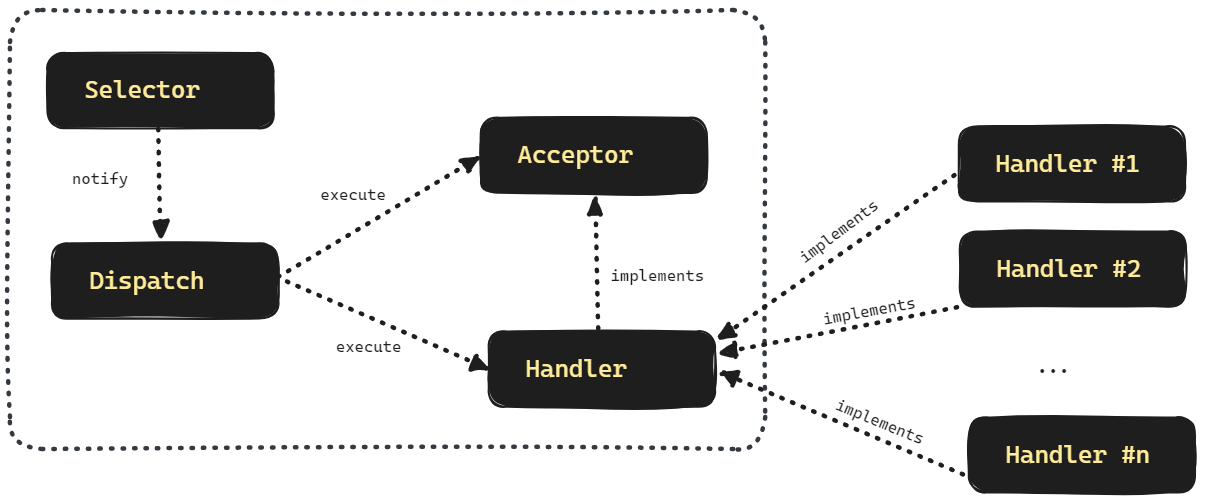 Selector
notify
Dispatch
execute
execute
Acceptor
implements
Handler
implements
implements
implements
Handler #1
Handler #2
...
Handler #n